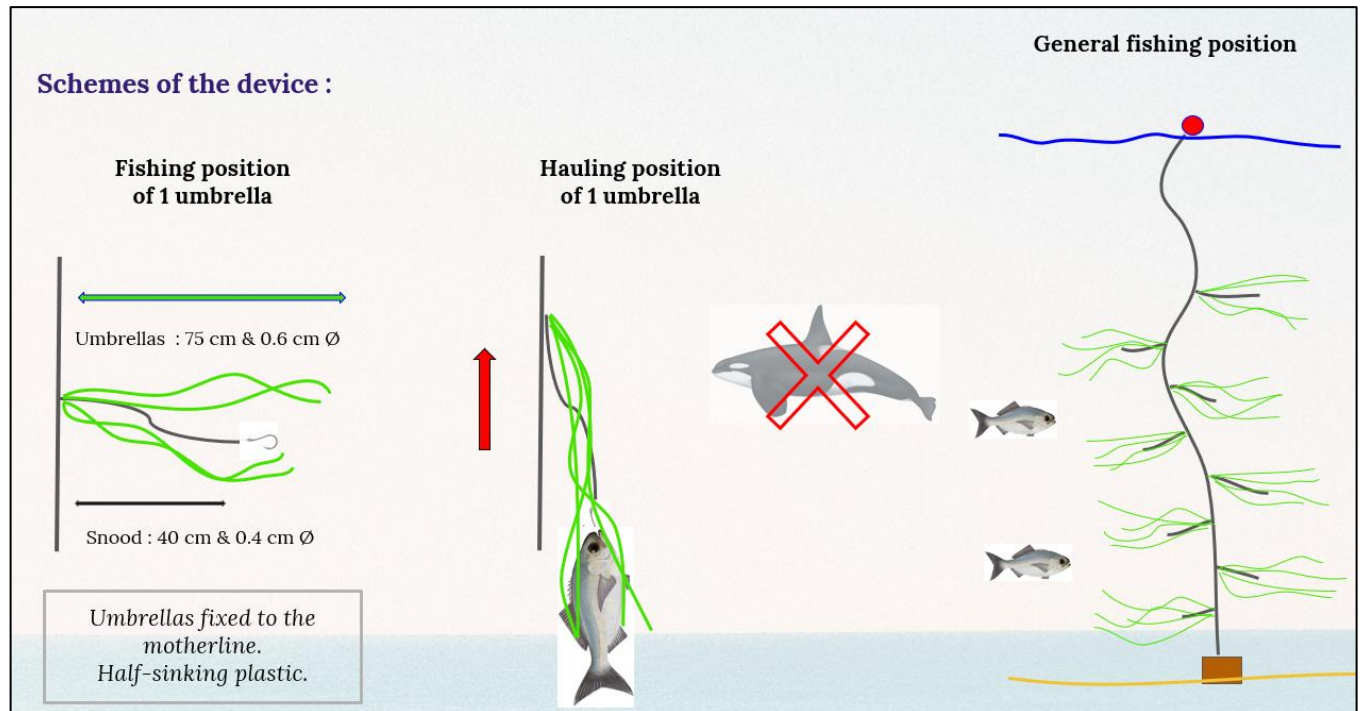 General fishing position
Schemes of the device :
Fishing position
of 1 umbrella
Hauling position
of 1 umbrella
Umbrellas : 75 cm & 0.6 cm Ø
Snood : 40 cm & 0.4 cm Ø
Umbrellas fixed to the
motherline.
Half-sinking plastic.